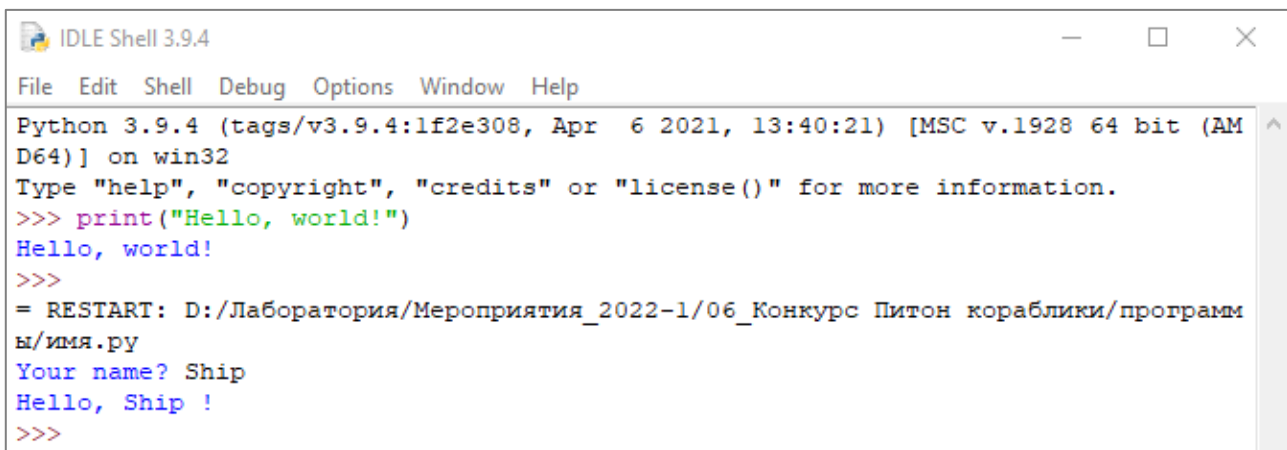 IDLE Shell 3.9.4
File Edit Shell Debug Options Window Help
Python 3.9.4 (tags/v3.9.4:1f2e308, Apr  6 2021, 13:40:21) [MSC v.1928 64 bit (AM
D64)] on win32
Type "help", "copyright", "credits" or "license()" for more information.
>>> print("Hello, world!")
Hello, world!
>>>
= RESTART: D:/Лаборатория/Мероприятия_2022-1/06_Конкурс Питон кораблики/программ
ы/имя.py
Your name? Ship
Hello, Ship !
>>>